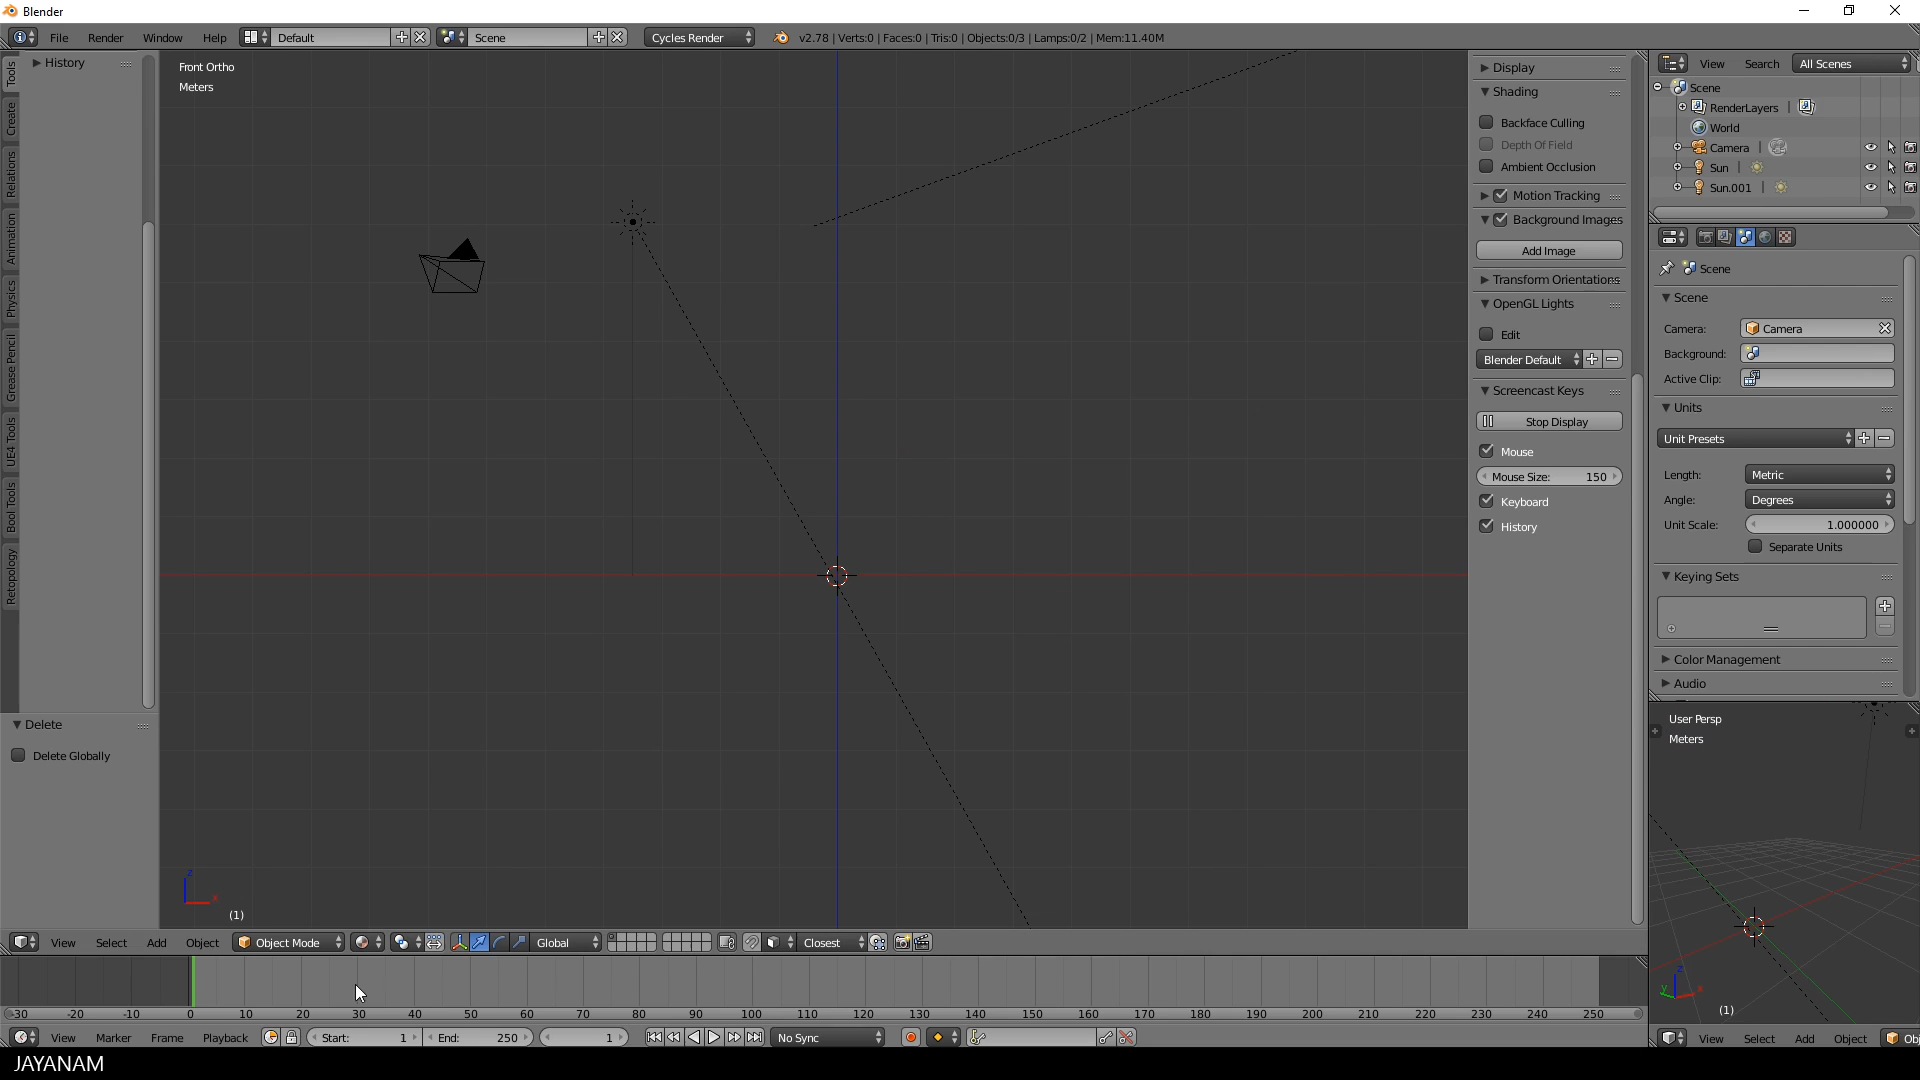 Blender
File Render Window Help Default Scene Cycles Render v2.78 | Verts:0 | Faces:0 | Tris:0 | Objects:0/3 | Lamps:0/2 | Mem:11.40M
Tools
Create
Relations
Animation
Physics
Grease Pencil
UE4 Tools
Bool Tools
Retopology
History
Delete
Delete Globally
Front Ortho
Meters
z
x
(1)
Display
Shading
Backface Culling
Depth Of Field
Ambient Occlusion
Motion Tracking
Background Images
Add Image
Transform Orientations
OpenGL Lights
Edit
Blender Default
Screencast Keys
Stop Display
Mouse
Mouse Size: 150
Keyboard
History
View Search All Scenes
Scene
RenderLayers
World
Camera
Sun
Sun.001
Scene
Scene
Camera: Camera
Background:
Active Clip:
Units
Unit Presets
Length: Metric
Angle: Degrees
Unit Scale: 1.000000
Separate Units
Keying Sets
Color Management
Audio
User Persp
Meters
z
y x
(1)
View Select Add Object Object Mode Global Closest
-30 -20 -10 0 10 20 30 40 50 60 70 80 90 100 110 120 130 140 150 160 170 180 190 200 210 220 230 240 250
View Marker Frame Playback Start: 1 End: 250 1 No Sync
View Select Add Object Ob
JAYANAM